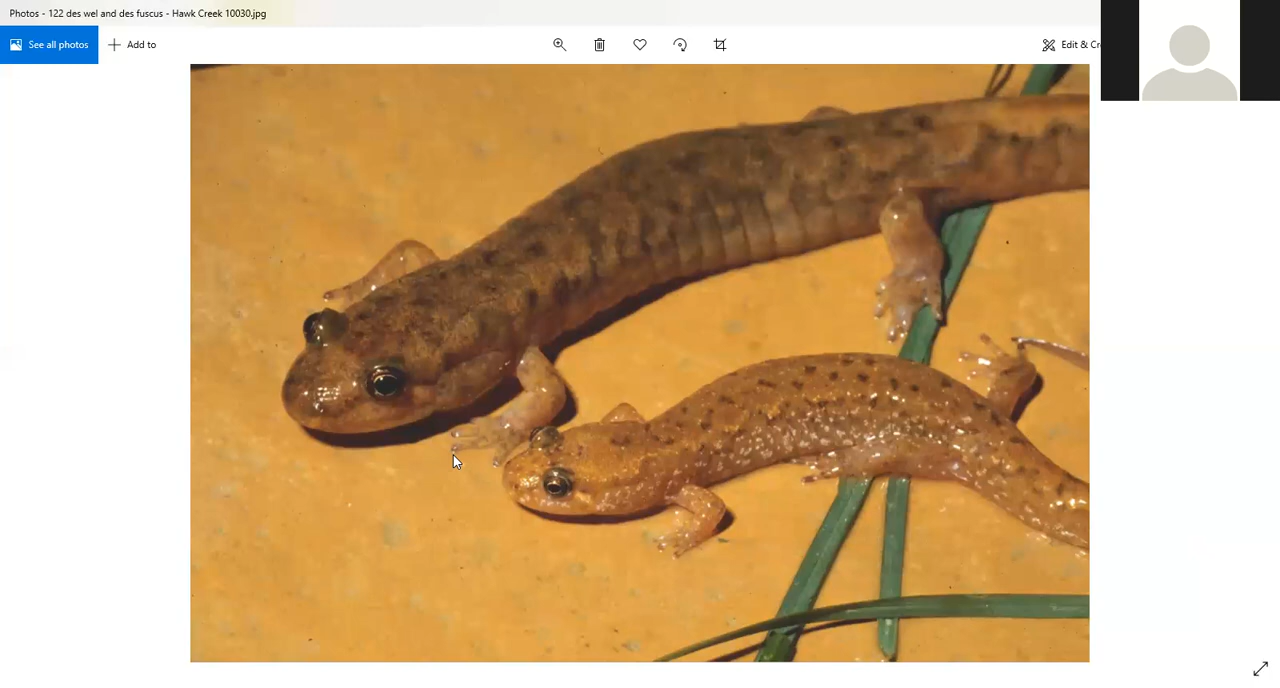 Photos - 122 des wel and des fuscus - Hawk Creek 10030.jpg
See all photos
Add to
Edit & Cr